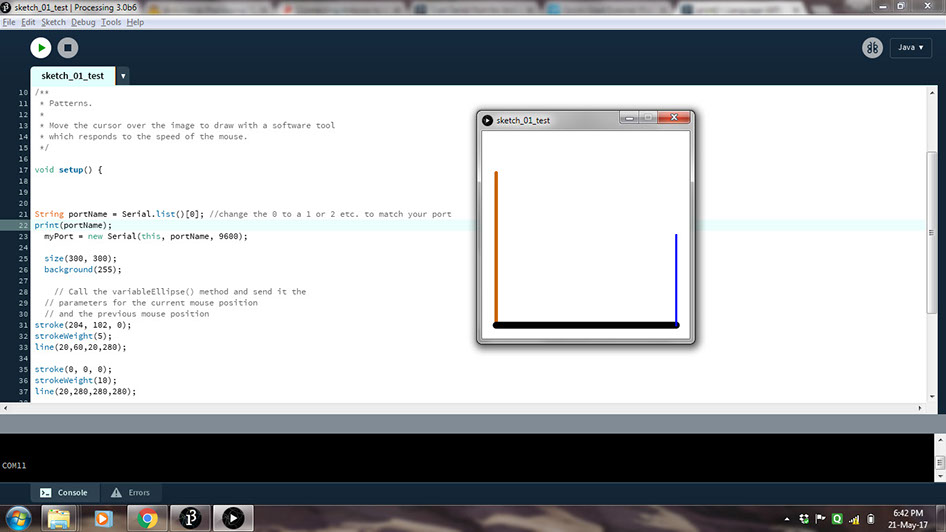 sketch_01_test | Processing 3.0b6
File Edit Sketch Debug Tools Help
Java ▾
sketch_01_test ▾
10 /**
11 * Patterns.
12 *
13 * Move the cursor over the image to draw with a software tool
14 * which responds to the speed of the mouse.
15 */
16
17 void setup() {
18
19
20
21 String portName = Serial.list()[0]; //change the 0 to a 1 or 2 etc. to match your port
22 print(portName);
23 myPort = new Serial(this, portName, 9600);
24
25 size(300, 300);
26 background(255);
27
28 // Call the variableEllipse() method and send it the
29 // parameters for the current mouse position
30 // and the previous mouse position
31 stroke(204, 102, 0);
32 strokeWeight(5);
33 line(20,60,20,280);
34
35 stroke(0, 0, 0);
36 strokeWeight(10);
37 line(20,280,280,280);
sketch_01_test
COM11
Console Errors
6:42 PM
21-May-17